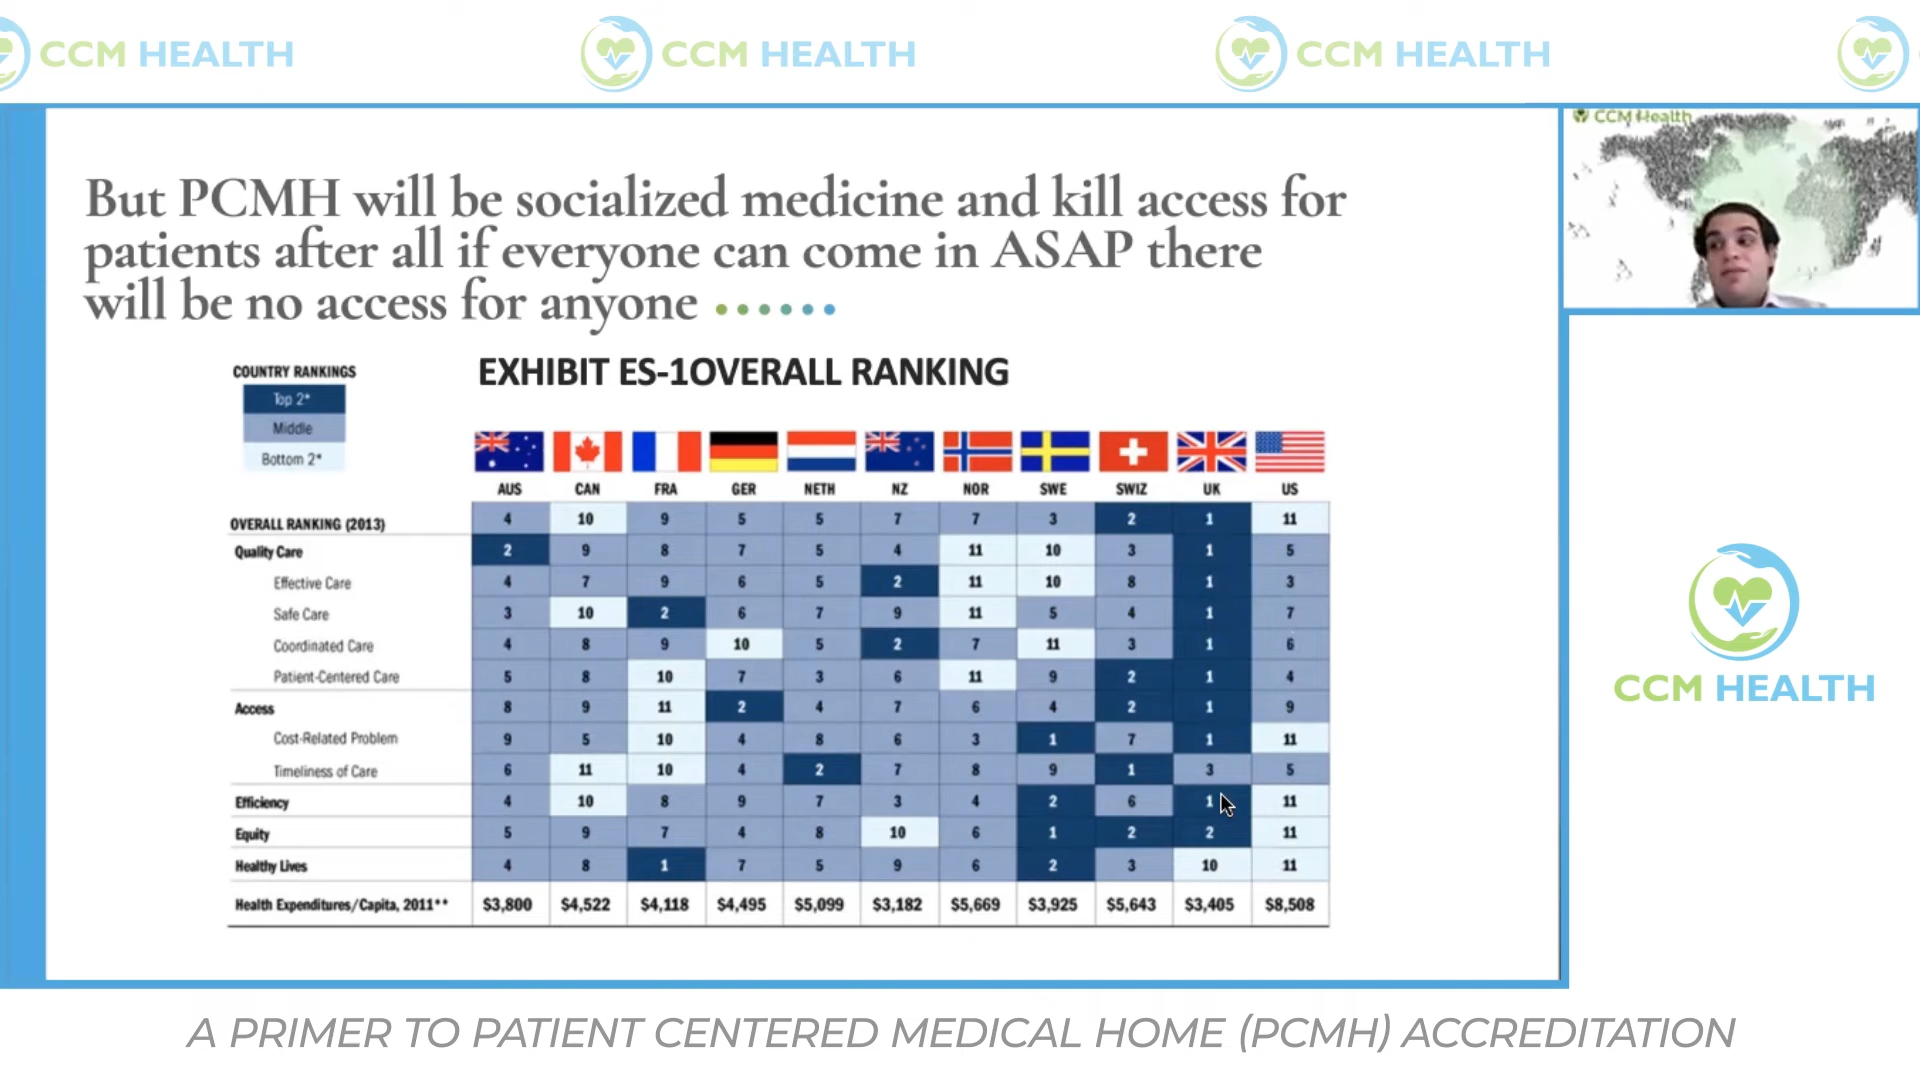 CCM HEALTH
CCM HEALTH
CCM HEALTH
CCM Health
But PCMH will be socialized medicine and kill access for
patients after all if everyone can come in ASAP there
will be no access for anyone
COUNTRY RANKINGS
Top 2*
Middle
Bottom 2*
EXHIBIT ES-1OVERALL RANKING
AUS CAN FRA GER NETH NZ NOR SWE SWIZ UK US
OVERALL RANKING (2013) 4 10 9 5 5 7 7 3 2 1 11
Quality Care 2 9 8 7 5 4 11 10 3 1 5
Effective Care 4 7 9 6 5 2 11 10 8 1 3
Safe Care 3 10 2 6 7 9 11 5 4 1 7
Coordinated Care 4 8 9 10 5 2 7 11 3 1 6
Patient-Centered Care 5 8 10 7 3 6 11 9 2 1 4
Access 8 9 11 2 4 7 6 4 2 1 9
Cost-Related Problem 9 5 10 4 8 6 3 1 7 1 11
Timeliness of Care 6 11 10 4 2 7 8 9 1 3 5
Efficiency 4 10 8 9 7 3 4 2 6 1 11
Equity 5 9 7 4 8 10 6 1 2 2 11
Healthy Lives 4 8 1 7 5 9 6 2 3 10 11
Health Expenditures/Capita, 2011** $3,800 $4,522 $4,118 $4,495 $5,099 $3,182 $5,669 $3,925 $5,643 $3,405 $8,508
CCM HEALTH
A PRIMER TO PATIENT CENTERED MEDICAL HOME (PCMH) ACCREDITATION